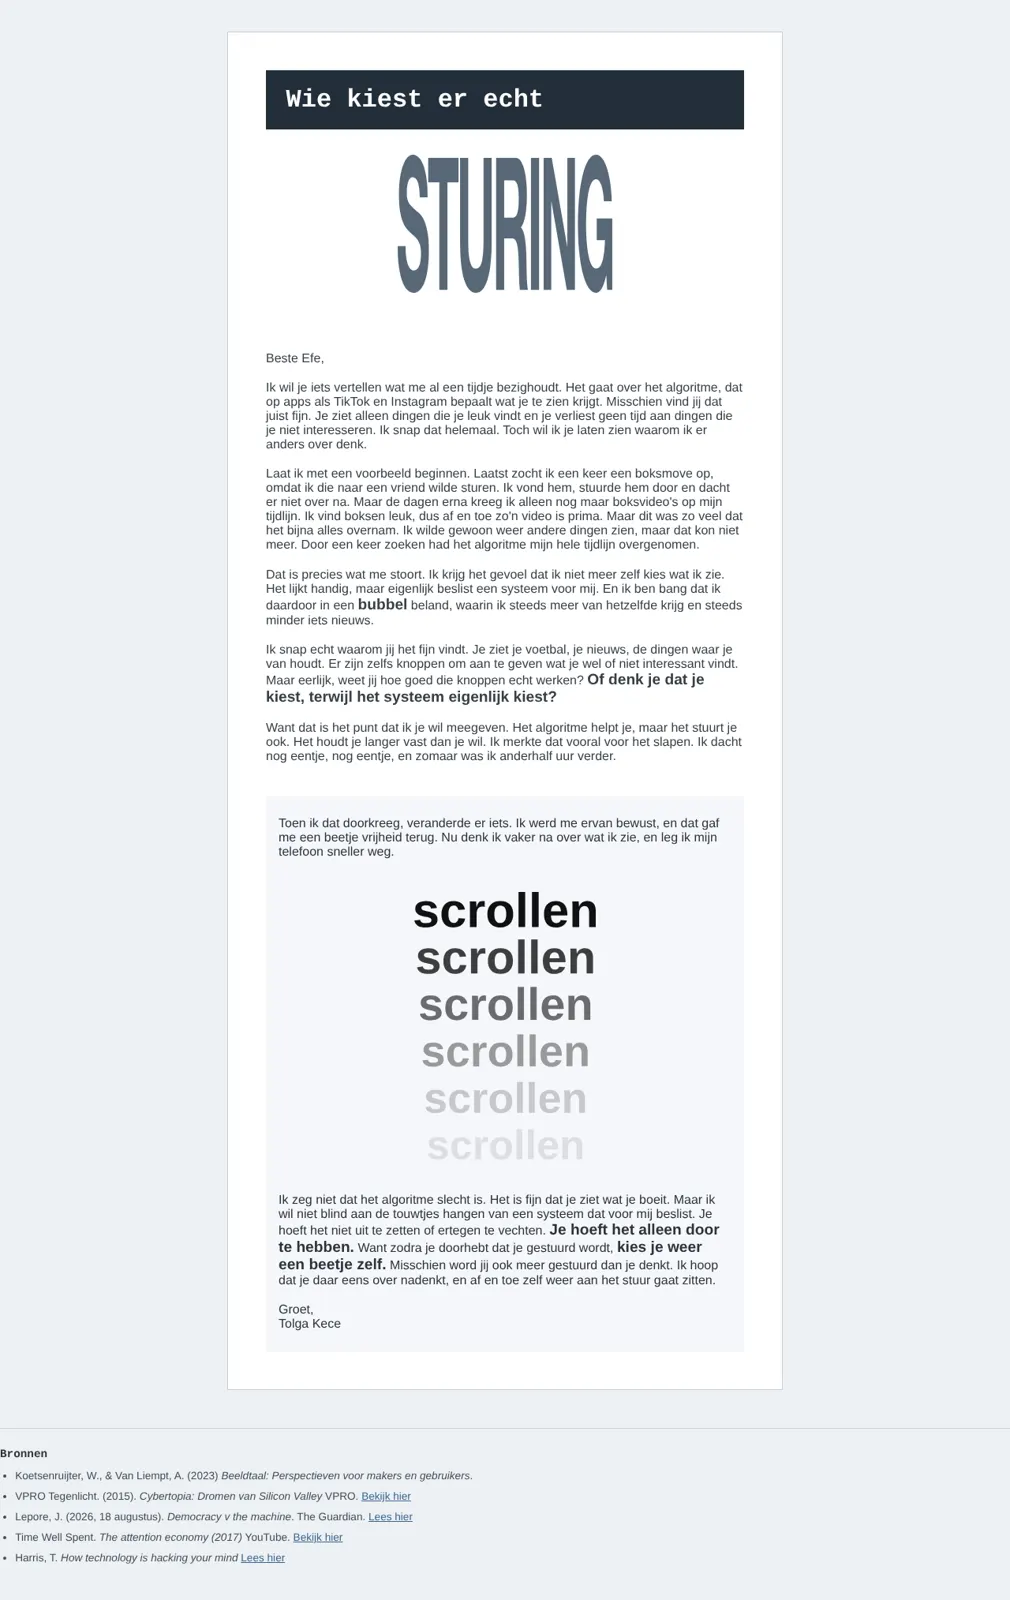 Wie kiest er echt
STURING
Beste Efe,
Ik wil je iets vertellen wat me al een tijdje bezighoudt. Het gaat over het algoritme, dat
op apps als TikTok en Instagram bepaalt wat je te zien krijgt. Misschien vind jij dat
juist fijn. Je ziet alleen dingen die je leuk vindt en je verliest geen tijd aan dingen die
je niet interesseren. Ik snap dat helemaal. Toch wil ik je laten zien waarom ik er
anders over denk.
Laat ik met een voorbeeld beginnen. Laatst zocht ik een keer een boksmove op,
omdat ik die naar een vriend wilde sturen. Ik vond hem, stuurde hem door en dacht
er niet over na. Maar de dagen erna kreeg ik alleen nog maar boksvideo's op mijn
tijdlijn. Ik vind boksen leuk, dus af en toe zo'n video is prima. Maar dit was zo veel dat
het bijna alles overnam. Ik wilde gewoon weer andere dingen zien, maar dat kon niet
meer. Door een keer zoeken had het algoritme mijn hele tijdlijn overgenomen.
Dat is precies wat me stoort. Ik krijg het gevoel dat ik niet meer zelf kies wat ik zie.
Het lijkt handig, maar eigenlijk beslist een systeem voor mij. En ik ben bang dat ik
daardoor in een bubbel beland, waarin ik steeds meer van hetzelfde krijg en steeds
minder iets nieuws.
Ik snap echt waarom jij het fijn vindt. Je ziet je voetbal, je nieuws, de dingen waar je
van houdt. Er zijn zelfs knoppen om aan te geven wat je wel of niet interessant vindt.
Maar eerlijk, weet jij hoe goed die knoppen echt werken? Of denk je dat je
kiest, terwijl het systeem eigenlijk kiest?
Want dat is het punt dat ik je wil meegeven. Het algoritme helpt je, maar het stuurt je
ook. Het houdt je langer vast dan je wil. Ik merkte dat vooral voor het slapen. Ik dacht
nog eentje, nog eentje, en zomaar was ik anderhalf uur verder.
Toen ik dat doorkreeg, veranderde er iets. Ik werd me ervan bewust, en dat gaf
me een beetje vrijheid terug. Nu denk ik vaker na over wat ik zie, en leg ik mijn
telefoon sneller weg.
scrollen
scrollen
scrollen
scrollen
scrollen
scrollen
Ik zeg niet dat het algoritme slecht is. Het is fijn dat je ziet wat je boeit. Maar ik
wil niet blind aan de touwtjes hangen van een systeem dat voor mij beslist. Je
hoeft het niet uit te zetten of ertegen te vechten. Je hoeft het alleen door
te hebben. Want zodra je doorhebt dat je gestuurd wordt, kies je weer
een beetje zelf. Misschien word jij ook meer gestuurd dan je denkt. Ik hoop
dat je daar eens over nadenkt, en af en toe zelf weer aan het stuur gaat zitten.
Groet,
Tolga Kece
Bronnen
• Koetsenruijter, W., & Van Liempt, A. (2023) Beeldtaal: Perspectieven voor makers en gebruikers.
• VPRO Tegenlicht. (2015). Cybertopia: Dromen van Silicon Valley VPRO. Bekijk hier
• Lepore, J. (2026, 18 augustus). Democracy v the machine. The Guardian. Lees hier
• Time Well Spent. The attention economy (2017) YouTube. Bekijk hier
• Harris, T. How technology is hacking your mind Lees hier